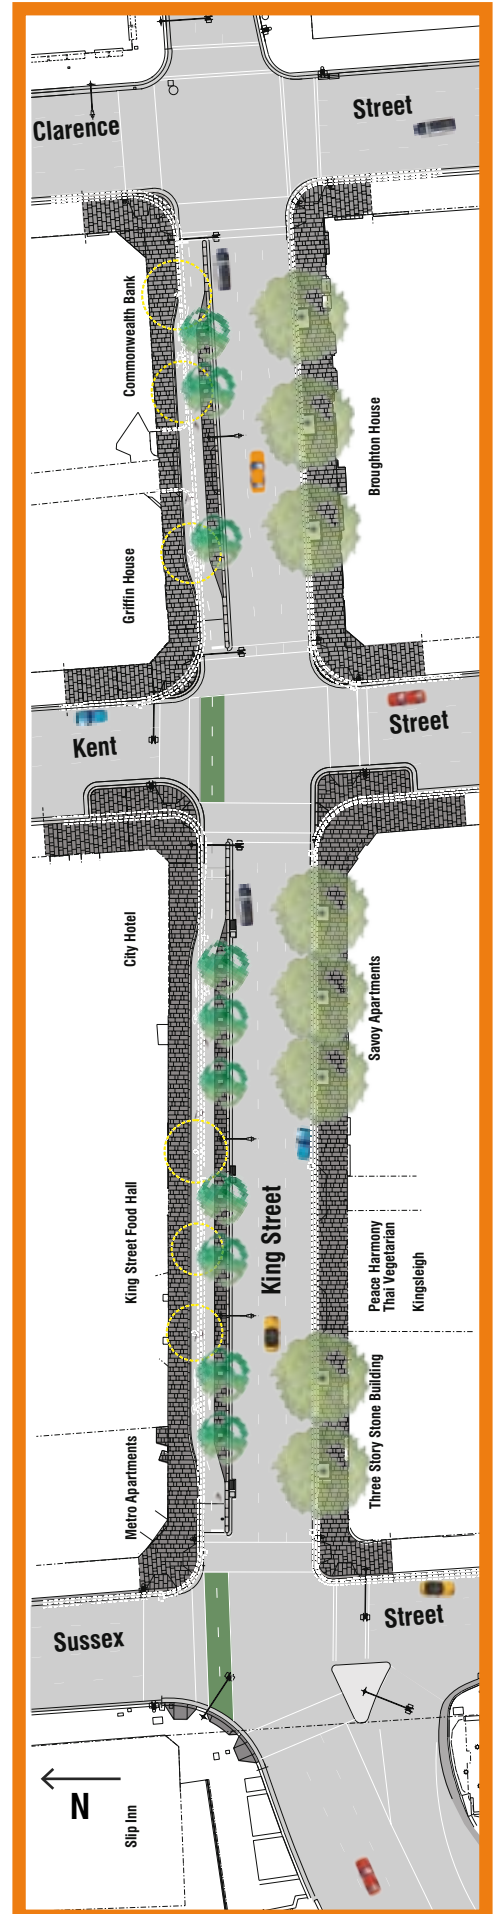 Clarence
Street
Commonwealth Bank
Broughton House
Griffin House
Kent
Street
City Hotel
Savoy Apartments
King Street Food Hall
King Street
Peace Harmony
Thai Vegetarian
Kingsleigh
Three Story Stone Building
Metro Apartments
Sussex
Street
N
Slip Inn